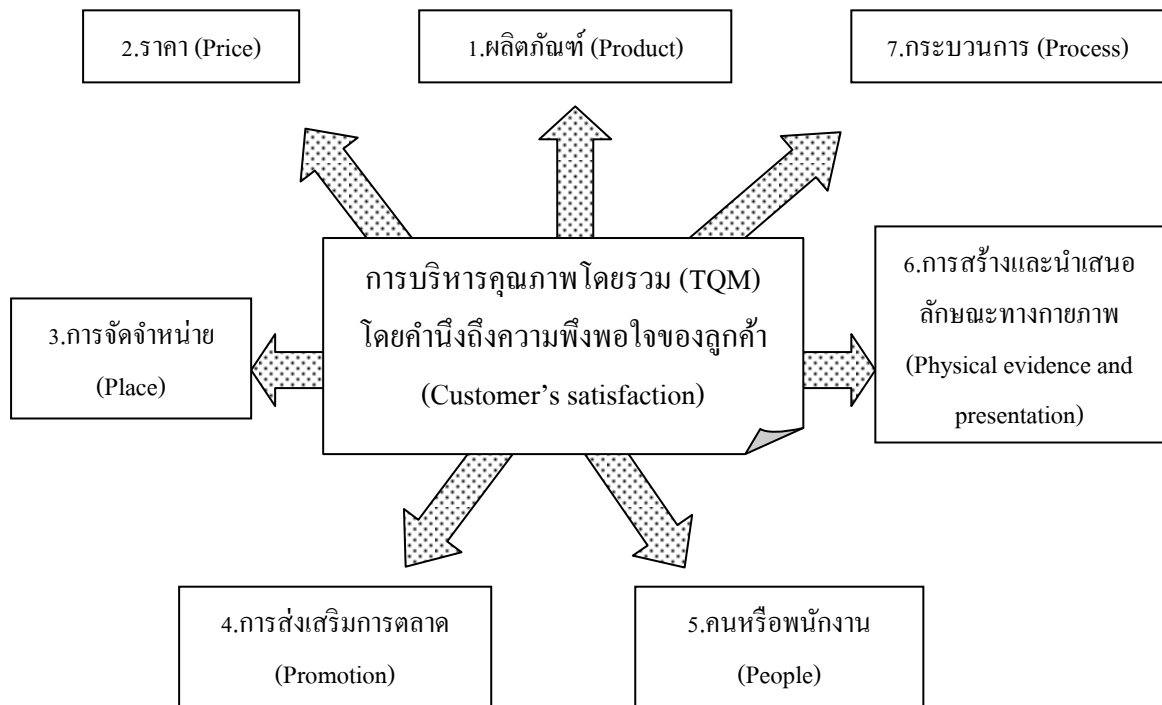 2.ราคา (Price)
1.ผลิตภัณฑ์ (Product)
7.กระบวนการ (Process)
การบริหารคุณภาพโดยรวม (TQM)
โดยคำนึงถึงความพึงพอใจของลูกค้า
(Customer’s satisfaction)
6.การสร้างและนำเสนอ
ลักษณะทางกายภาพ
(Physical evidence and
presentation)
3.การจัดจำหน่าย
(Place)
4.การส่งเสริมการตลาด
(Promotion)
5.คนหรือพนักงาน
(People)